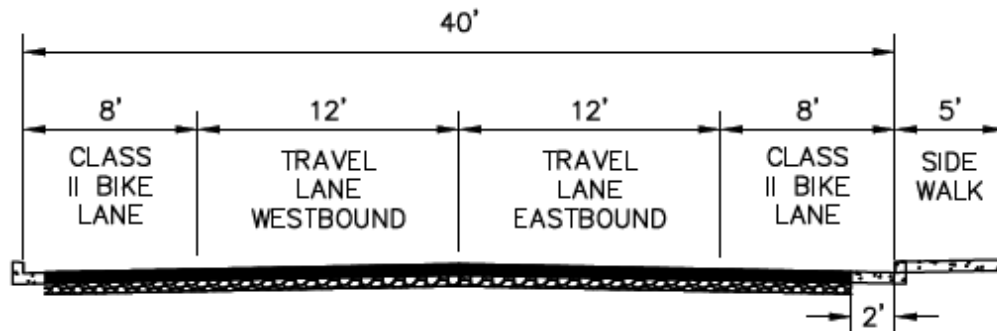 40'
8'
12'
12'
8'
5'
CLASS
II BIKE
LANE
TRAVEL
LANE
WESTBOUND
TRAVEL
LANE
EASTBOUND
CLASS
II BIKE
LANE
SIDE
WALK
2'